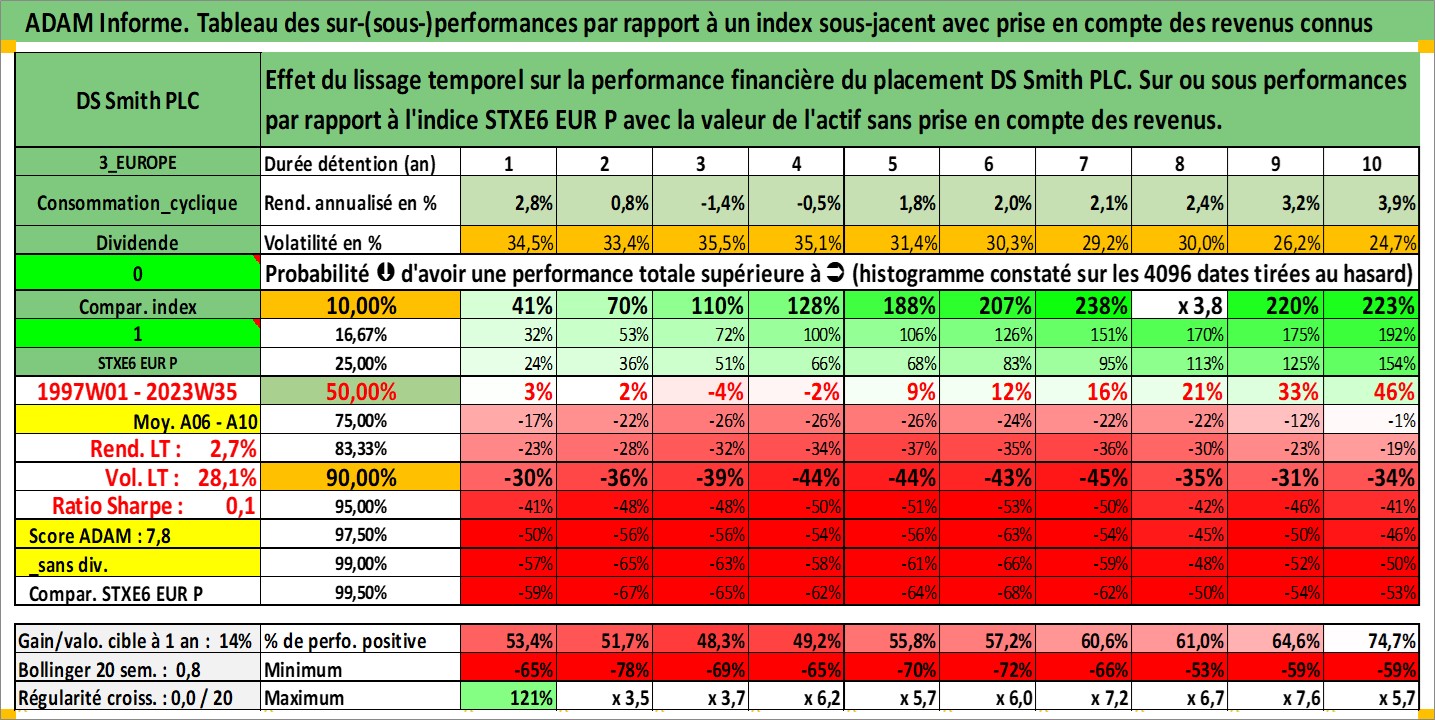 ADAM Informe. Tableau des sur-(sous-)performances par rapport à un index sous-jacent avec prise en compte des revenus connus
DS Smith PLC
Effet du lissage temporel sur la performance financière du placement DS Smith PLC. Sur ou sous performances
par rapport à l'indice STXE6 EUR P avec la valeur de l'actif sans prise en compte des revenus.
3_EUROPE Durée détention (an) 1 2 3 4 5 6 7 8 9 10
Consommation_cyclique Rend. annualisé en % 2,8% 0,8% -1,4% -0,5% 1,8% 2,0% 2,1% 2,4% 3,2% 3,9%
Dividende Volatilité en % 34,5% 33,4% 35,5% 35,1% 31,4% 30,3% 29,2% 30,0% 26,2% 24,7%
0 Probabilité d'avoir une performance totale supérieure à (histogramme constaté sur les 4096 dates tirées au hasard)
Compar. index 10,00% 41% 70% 110% 128% 188% 207% 238% x 3,8 220% 223%
1 16,67% 32% 53% 72% 100% 106% 126% 151% 170% 175% 192%
STXE6 EUR P 25,00% 24% 36% 51% 66% 68% 83% 95% 113% 125% 154%
1997W01 - 2023W35 50,00% 3% 2% -4% -2% 9% 12% 16% 21% 33% 46%
Moy. A06 - A10 75,00% -17% -22% -26% -26% -26% -24% -22% -22% -12% -1%
Rend. LT : 2,7% 83,33% -23% -28% -32% -34% -37% -35% -36% -30% -23% -19%
Vol. LT : 28,1% 90,00% -30% -36% -39% -44% -44% -43% -45% -35% -31% -34%
Ratio Sharpe : 0,1 95,00% -41% -48% -48% -50% -51% -53% -50% -42% -46% -41%
Score ADAM : 7,8 97,50% -50% -56% -56% -54% -56% -63% -54% -45% -50% -46%
_sans div. 99,00% -57% -65% -63% -58% -61% -66% -59% -48% -52% -50%
Compar. STXE6 EUR P 99,50% -59% -67% -65% -62% -64% -68% -62% -50% -54% -53%
Gain/valo. cible à 1 an : 14% % de perfo. positive 53,4% 51,7% 48,3% 49,2% 55,8% 57,2% 60,6% 61,0% 64,6% 74,7%
Bollinger 20 sem. : 0,8 Minimum -65% -78% -69% -65% -70% -72% -66% -53% -59% -59%
Régularité croiss. : 0,0 / 20 Maximum 121% x 3,5 x 3,7 x 6,2 x 5,7 x 6,0 x 7,2 x 6,7 x 7,6 x 5,7